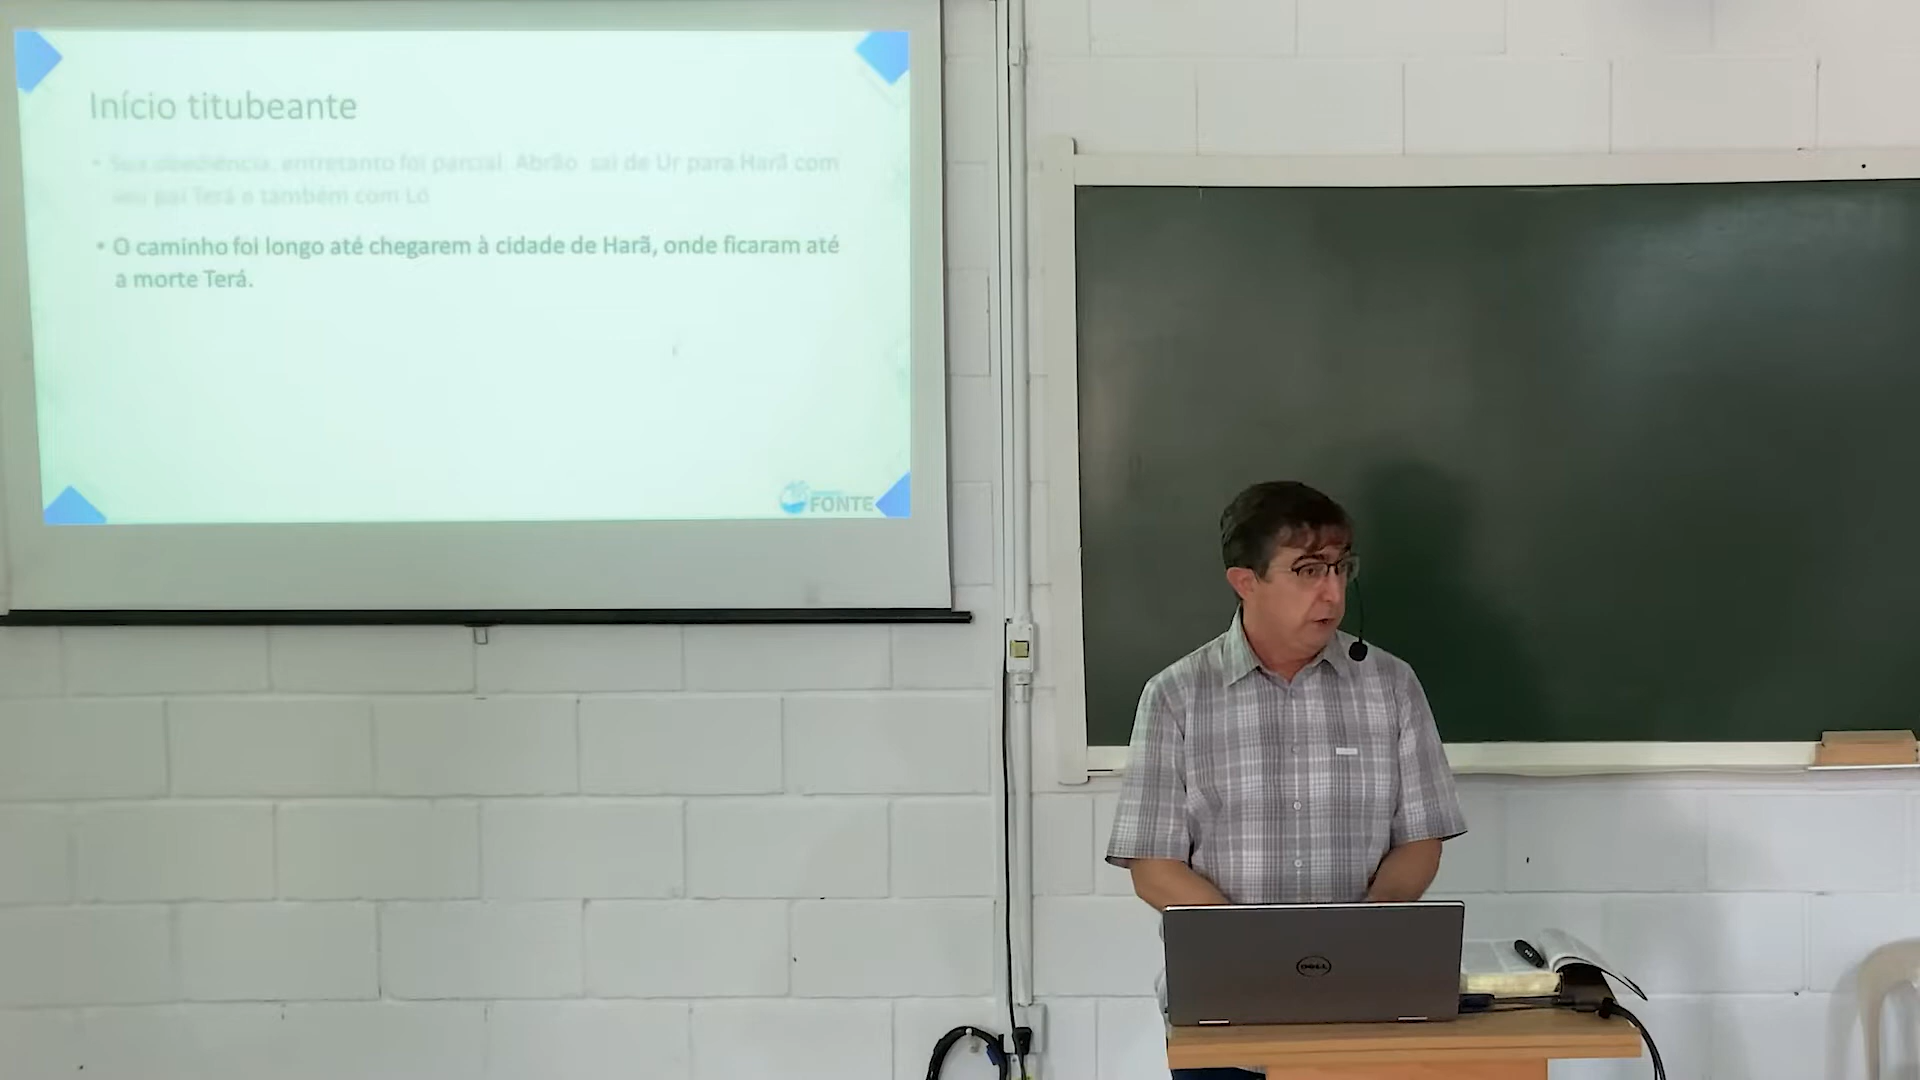 Início titubeante
• Sua obediência entretanto foi parcial. Abrão sai de Ur para Harã com
seu pai Terá e também com Ló
• O caminho foi longo até chegarem à cidade de Harã, onde ficaram até
a morte Terá.
FONTE
DELL